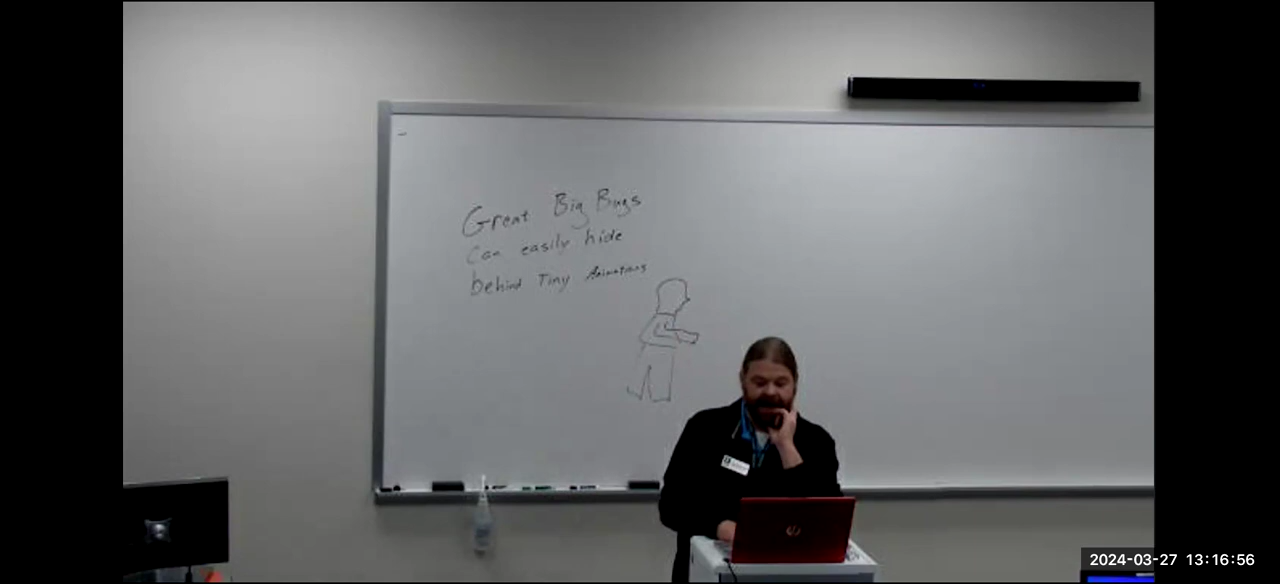 Great Big Bugs
Can easily hide
behind Tiny Animations
2024-03-27 13:16:56